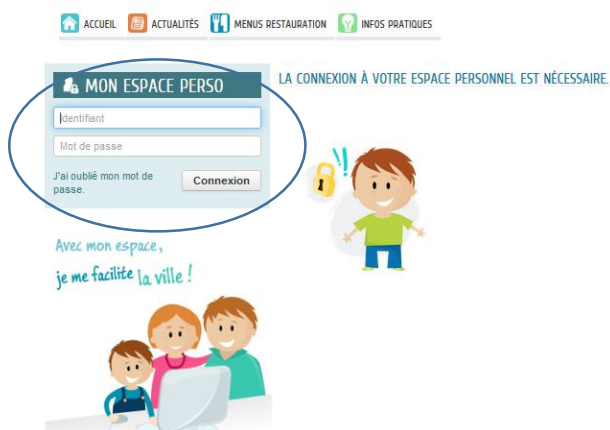 ACCUEIL ACTUALITÉS MENUS RESTAURATION INFOS PRATIQUES
MON ESPACE PERSO
LA CONNEXION À VOTRE ESPACE PERSONNEL EST NÉCESSAIRE.
Identifiant
Mot de passe
J'ai oublié mon mot de
passe.
Connexion
Avec mon espace,
je me facilite la ville !